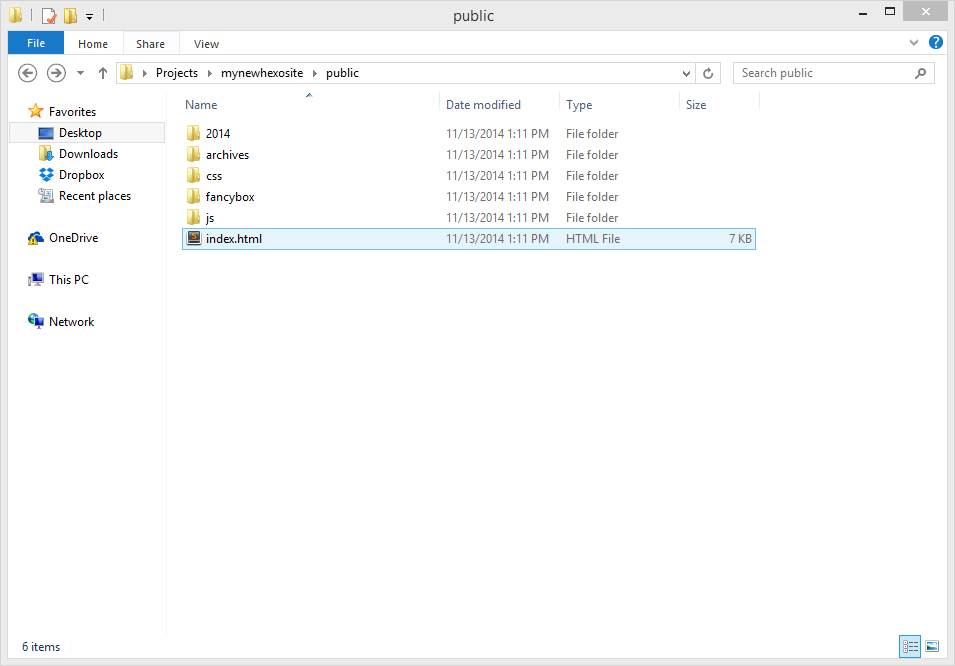 public
File Home Share View
Projects mynewhexosite public
Search public
Favorites
Desktop
Downloads
Dropbox
Recent places
OneDrive
This PC
Network
Name Date modified Type Size
2014 11/13/2014 1:11 PM File folder
archives 11/13/2014 1:11 PM File folder
css 11/13/2014 1:11 PM File folder
fancybox 11/13/2014 1:11 PM File folder
js 11/13/2014 1:11 PM File folder
index.html 11/13/2014 1:11 PM HTML File 7 KB
6 items